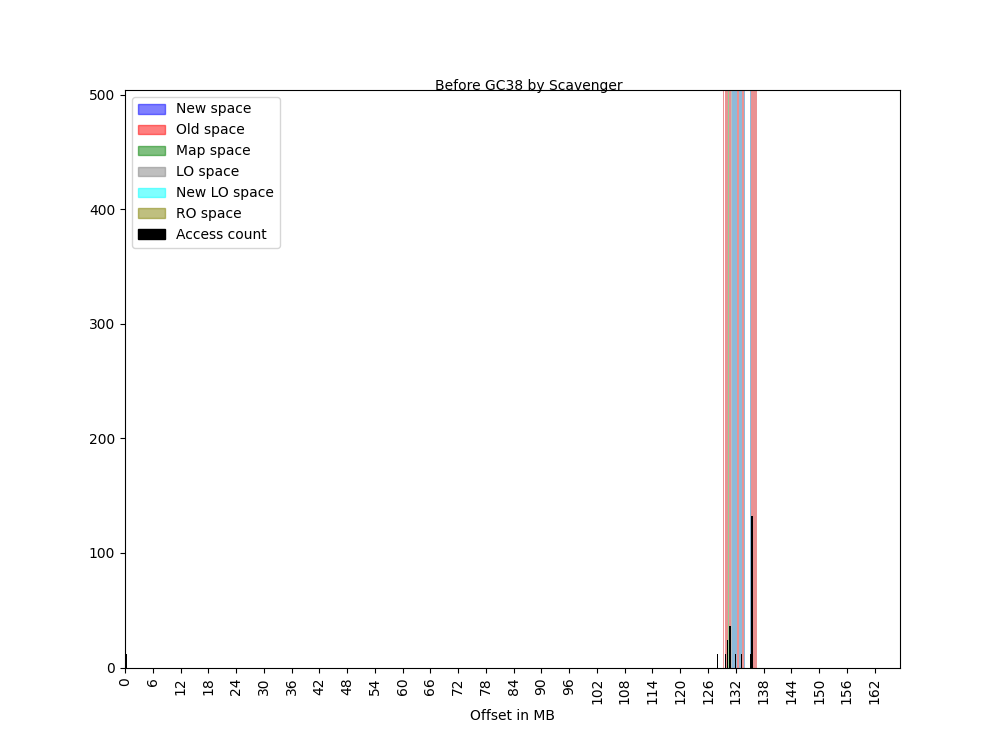 Before GC38 by Scavenger
500
400
300
200
100
0
New space
Old space
Map space
LO space
New LO space
RO space
Access count
0 6 12 18 24 30 36 42 48 54 60 66 72 78 84 90 96 102 108 114 120 126 132 138 144 150 156 162
Offset in MB